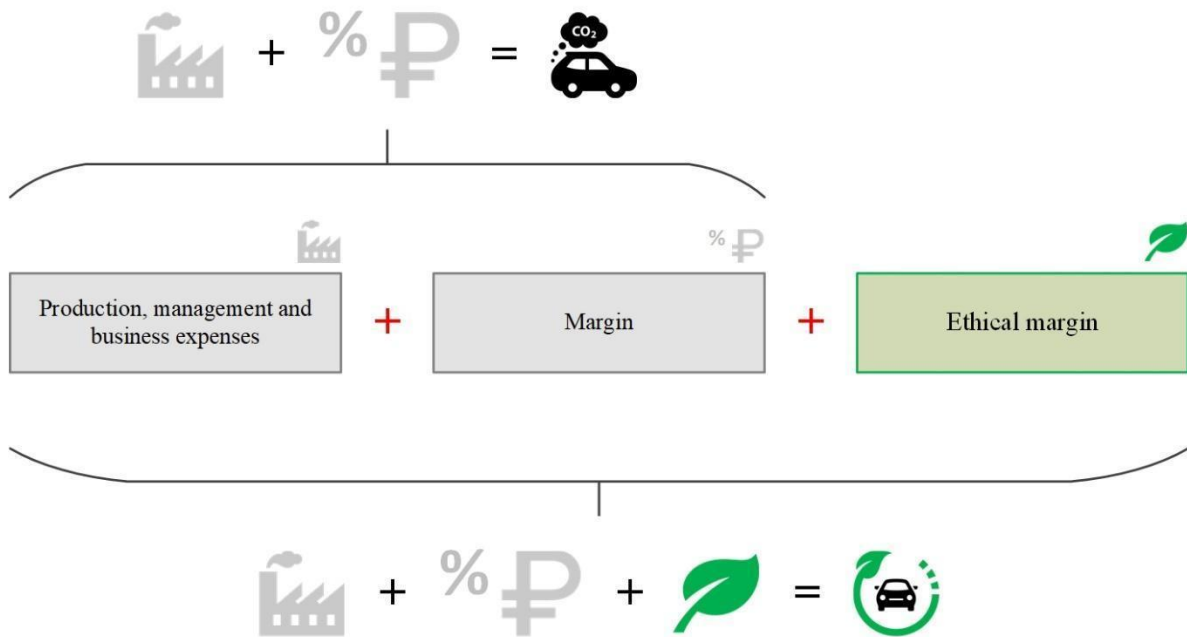 + % ₽ = CO₂
% ₽
Production, management and
business expenses
+
Margin
+
Ethical margin
+ % ₽ + =